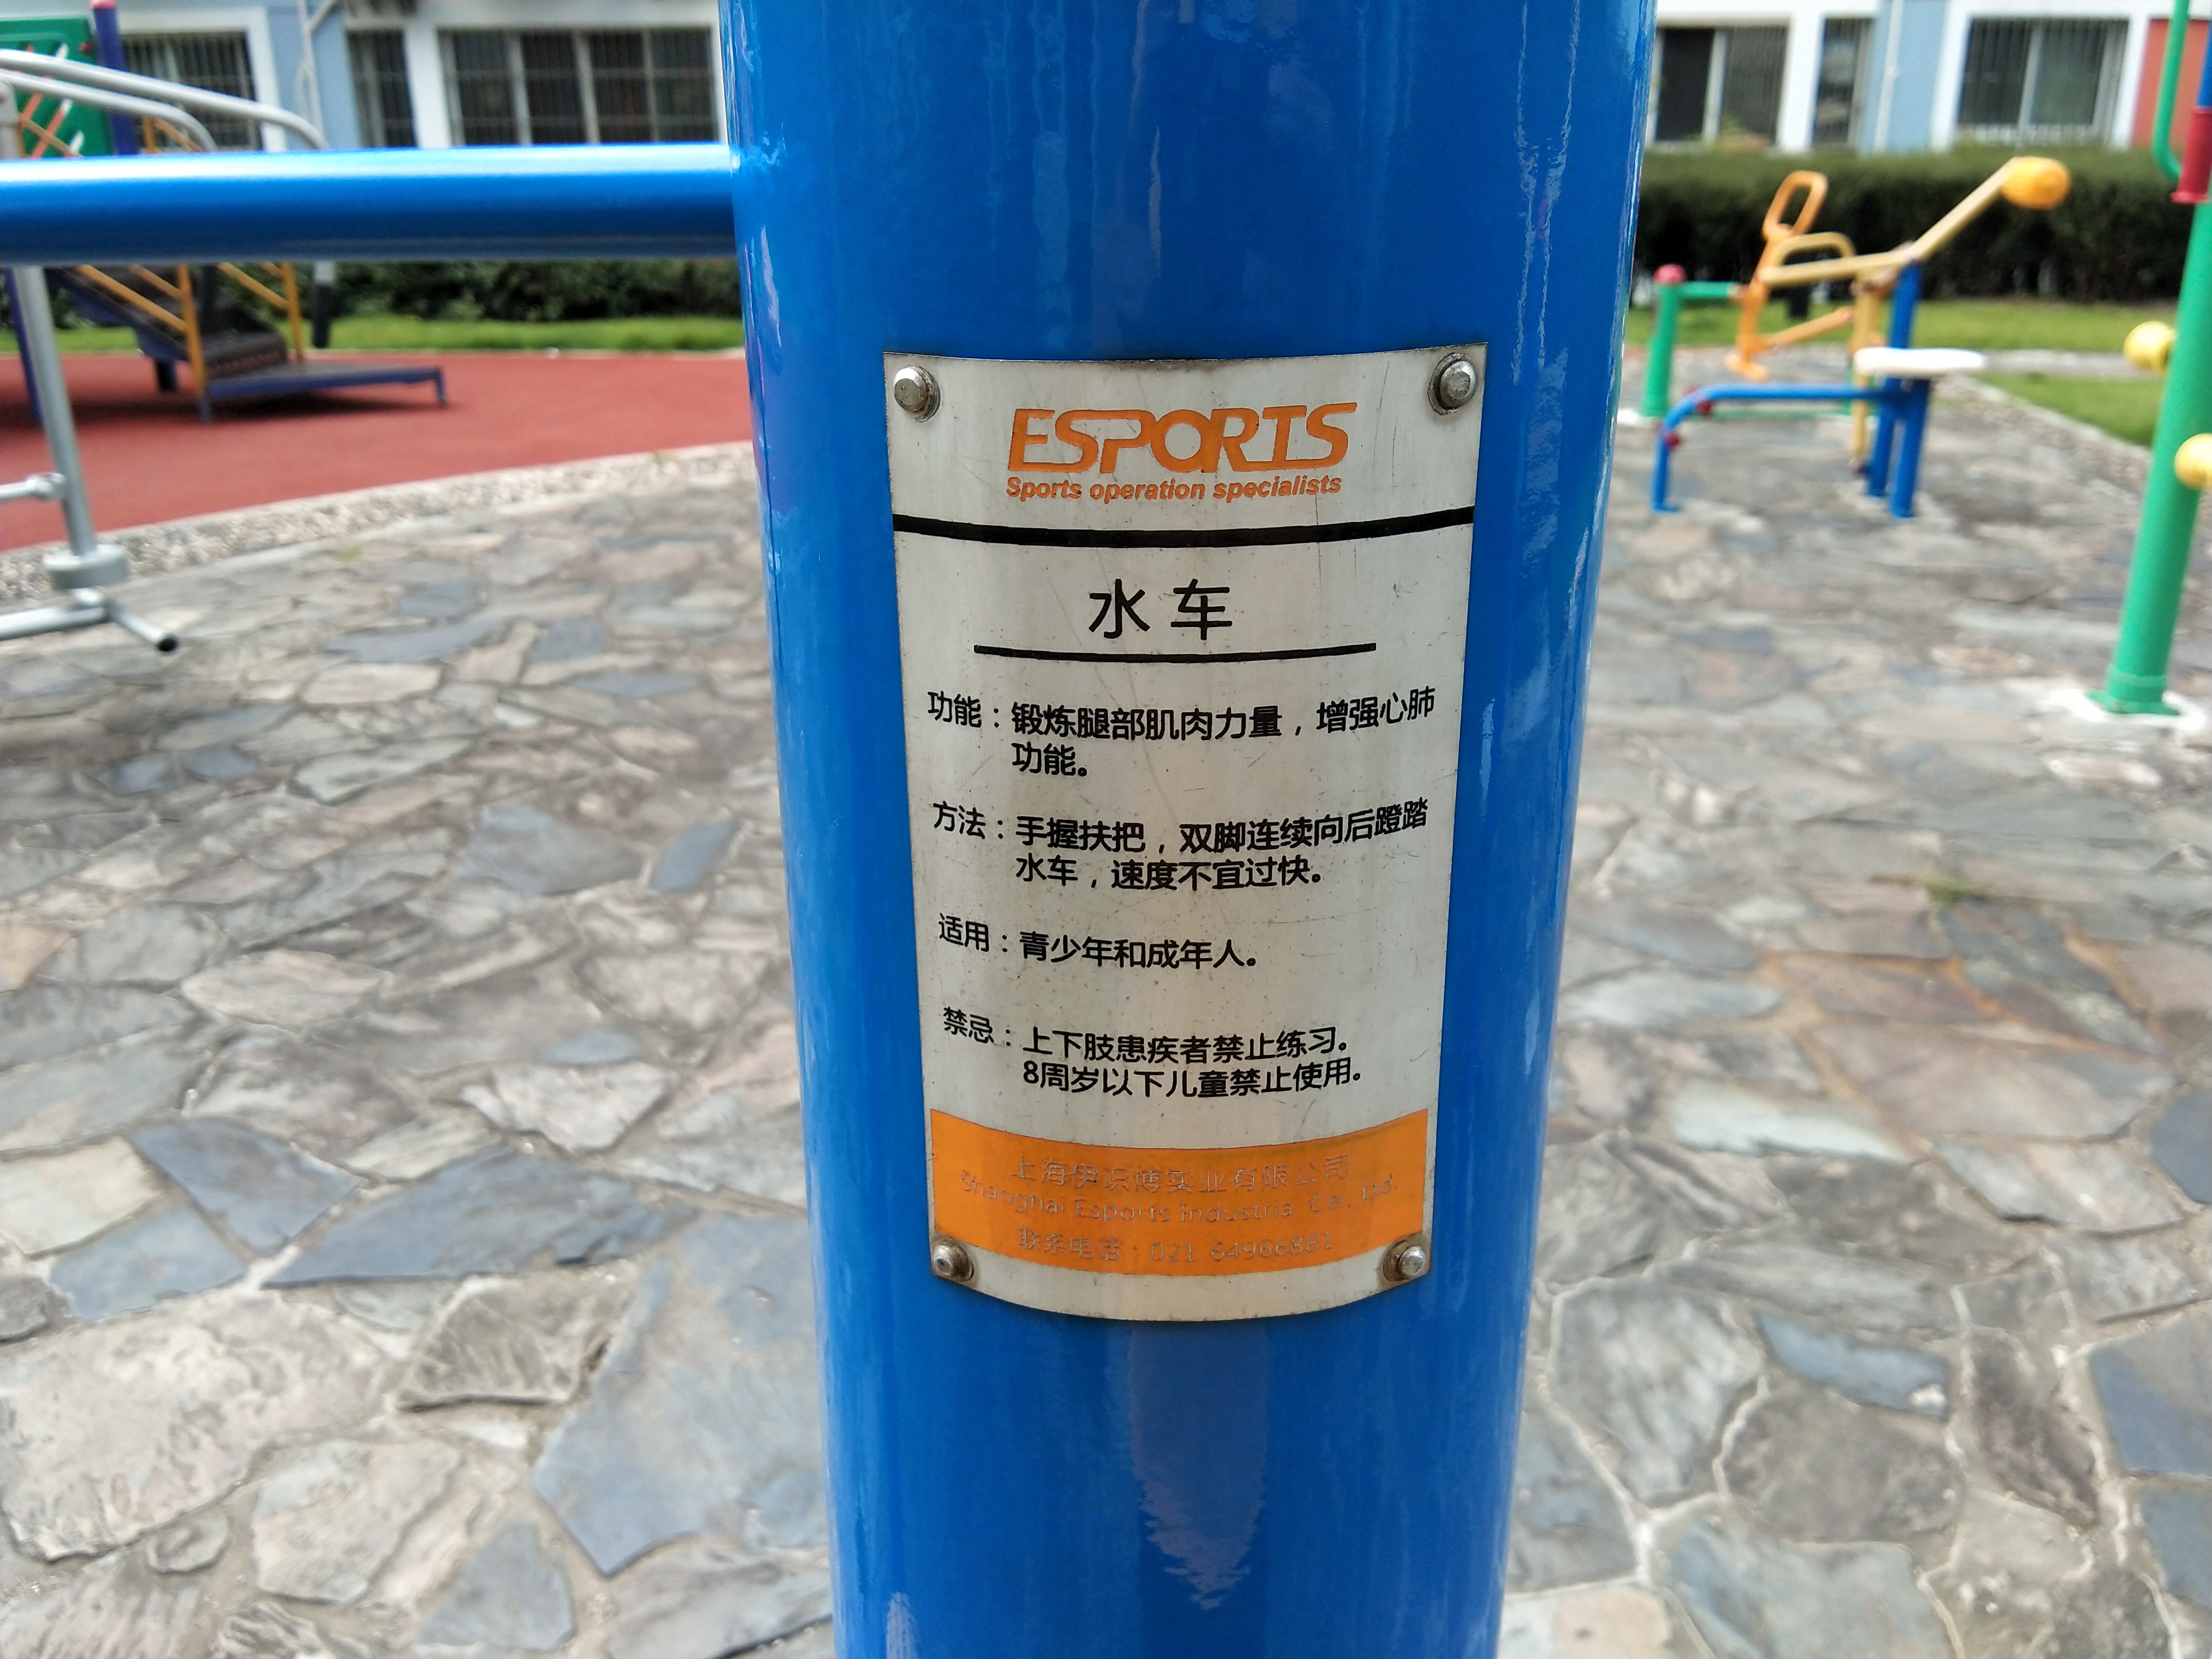 ESPORTS
Sports operation specialists
水车
功能：锻炼腿部肌肉力量，增强心肺
功能。
方法：手握扶把，双脚连续向后蹬踏
水车，速度不宜过快。
适用：青少年和成年人。
禁忌：上下肢患疾者禁止练习。
8周岁以下儿童禁止使用。
上海伊识博实业有限公司
Shanghai Esports Industria Co., Ltd.
联系电话：021 64966881